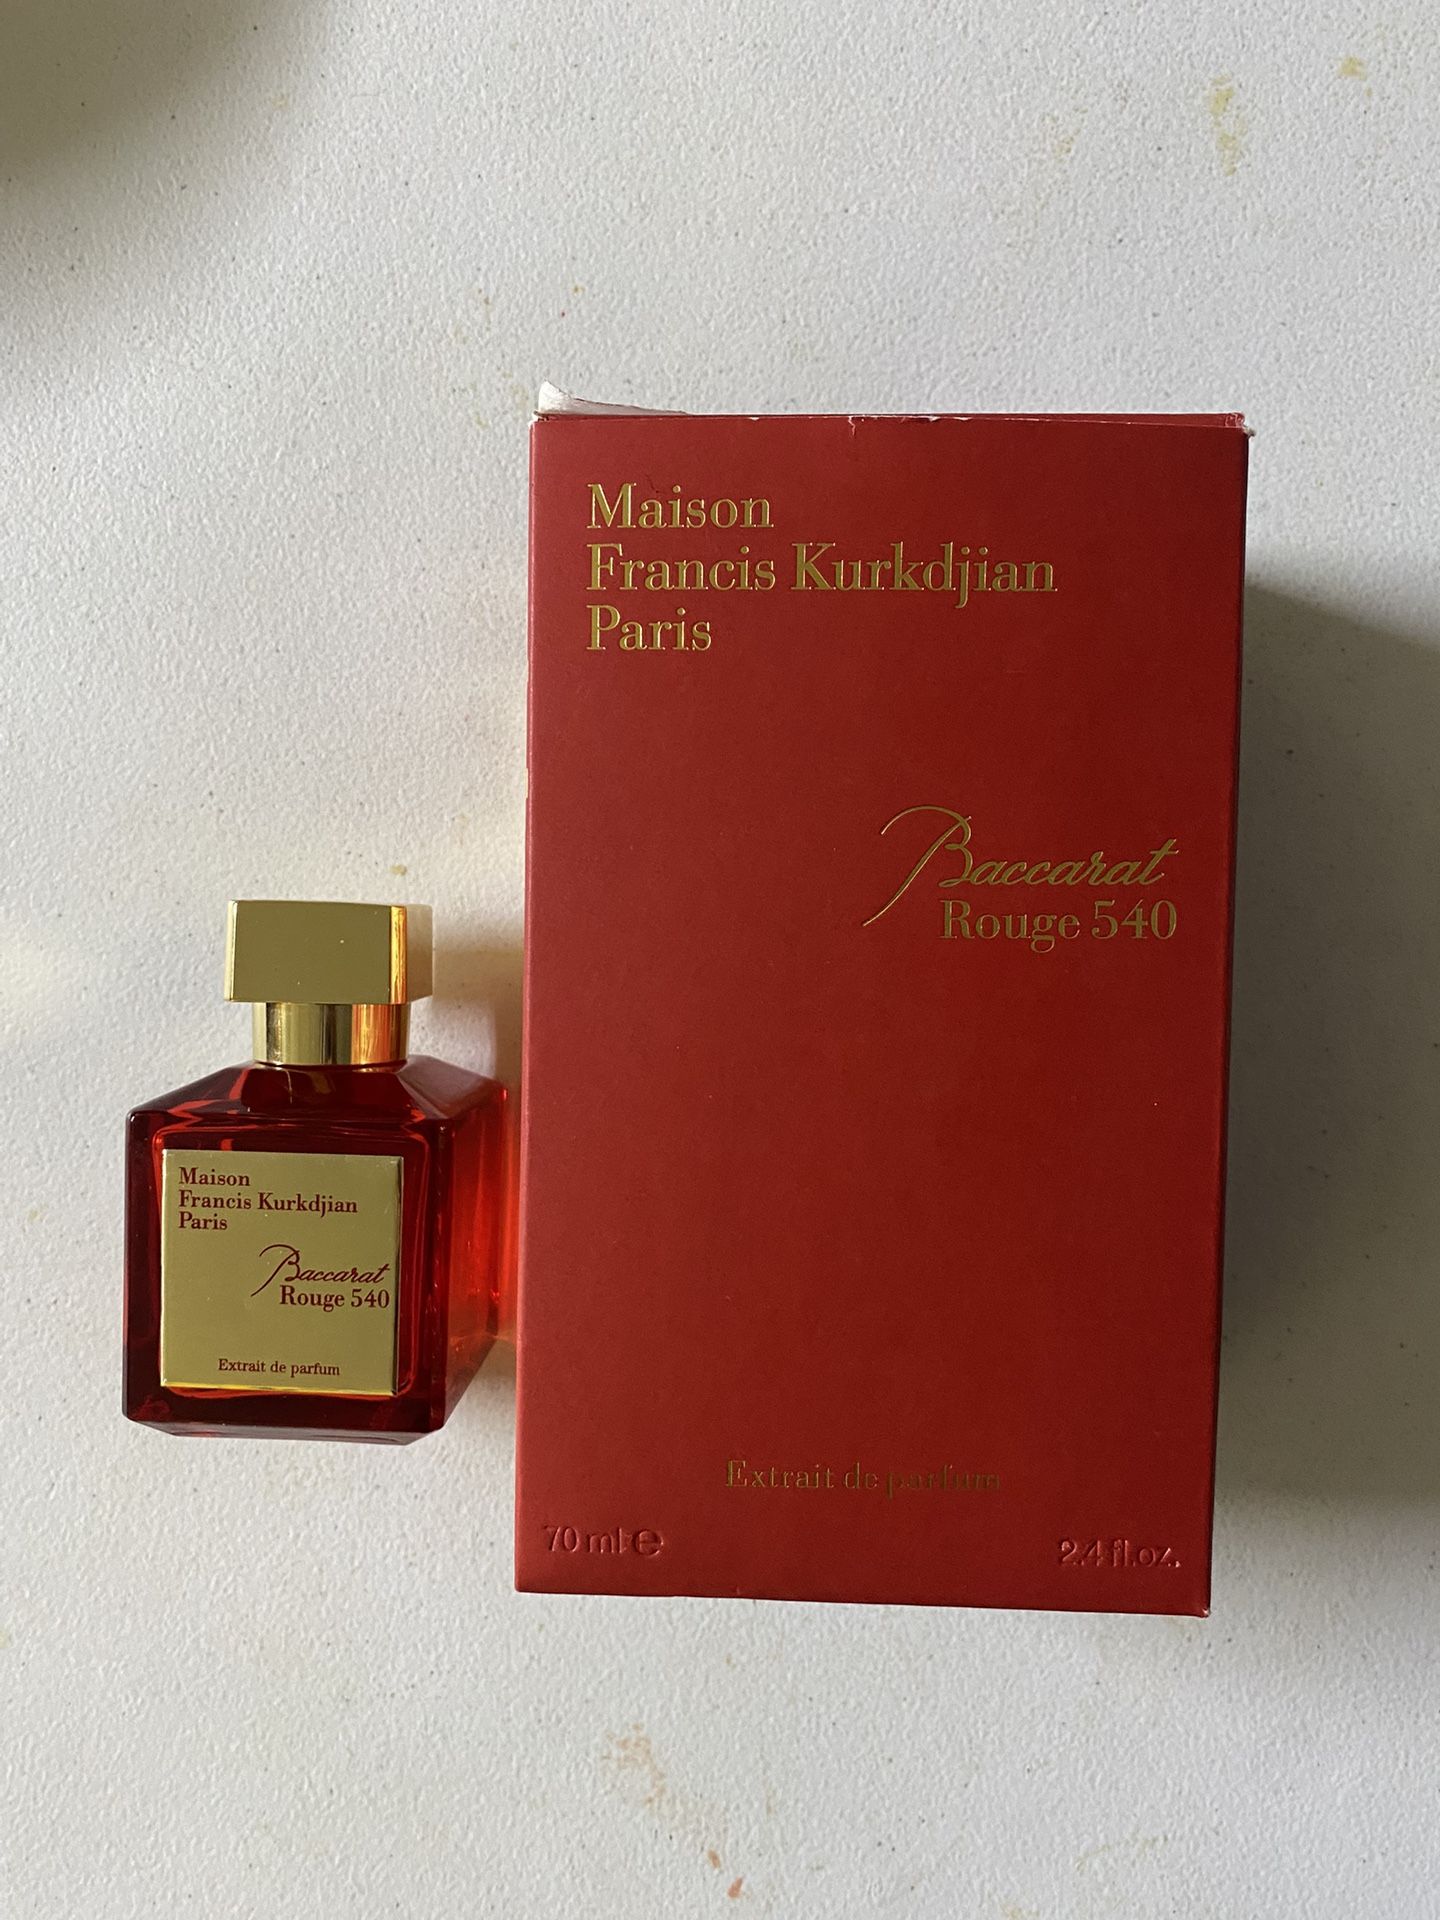 Maison
Francis Kurkdjian
Paris
Baccarat
Rouge 540
Extrait de parfum
70 ml e
2.4 fl.oz.
Maison
Francis Kurkdjian
Paris
Baccarat
Rouge 540
Extrait de parfum